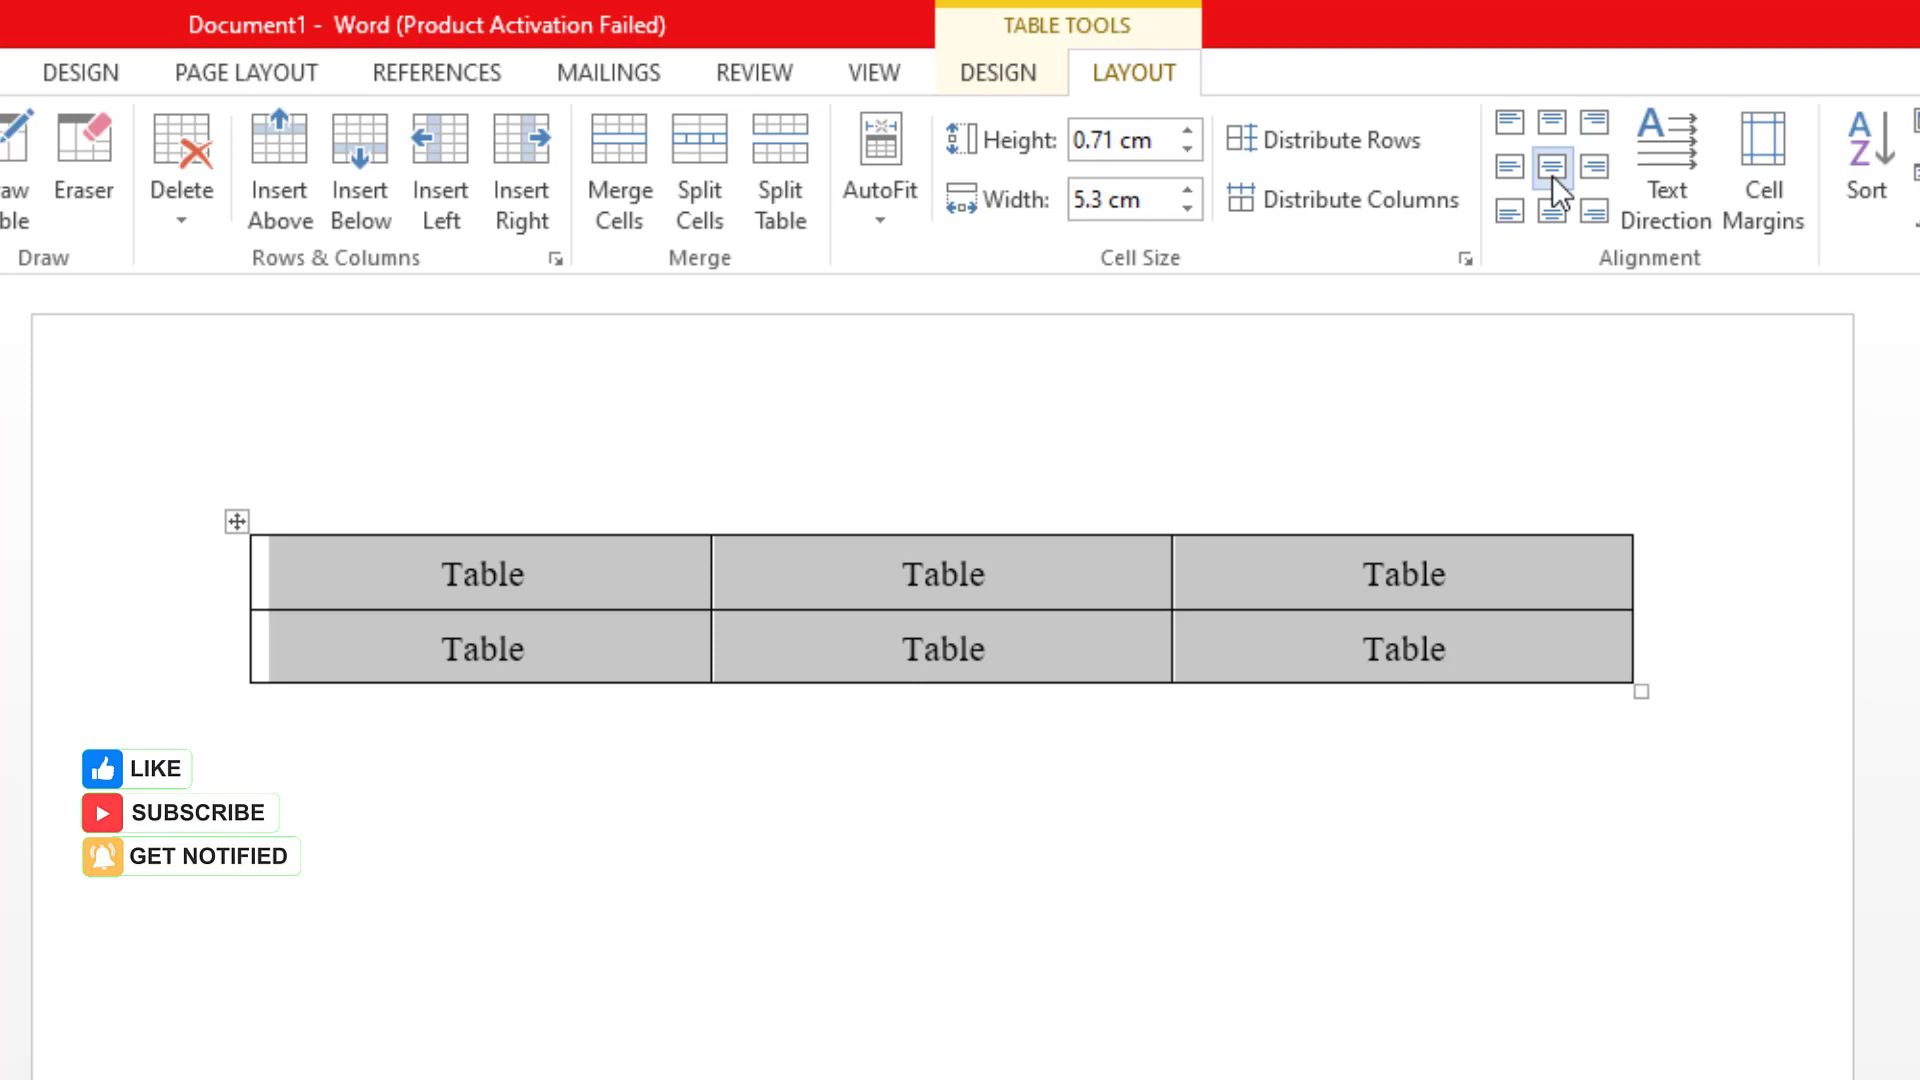 Document1 - Word (Product Activation Failed)
TABLE TOOLS
DESIGN PAGE LAYOUT REFERENCES MAILINGS REVIEW VIEW DESIGN LAYOUT
Eraser
Delete
Insert Above
Insert Below
Insert Left
Insert Right
Merge Cells
Split Cells
Split Table
AutoFit
Height: 0.71 cm
Width: 5.3 cm
Distribute Rows
Distribute Columns
Text Direction
Cell Margins
A Z Sort
Draw Rows & Columns Merge Cell Size Alignment
Table Table Table
Table Table Table
LIKE
SUBSCRIBE
GET NOTIFIED